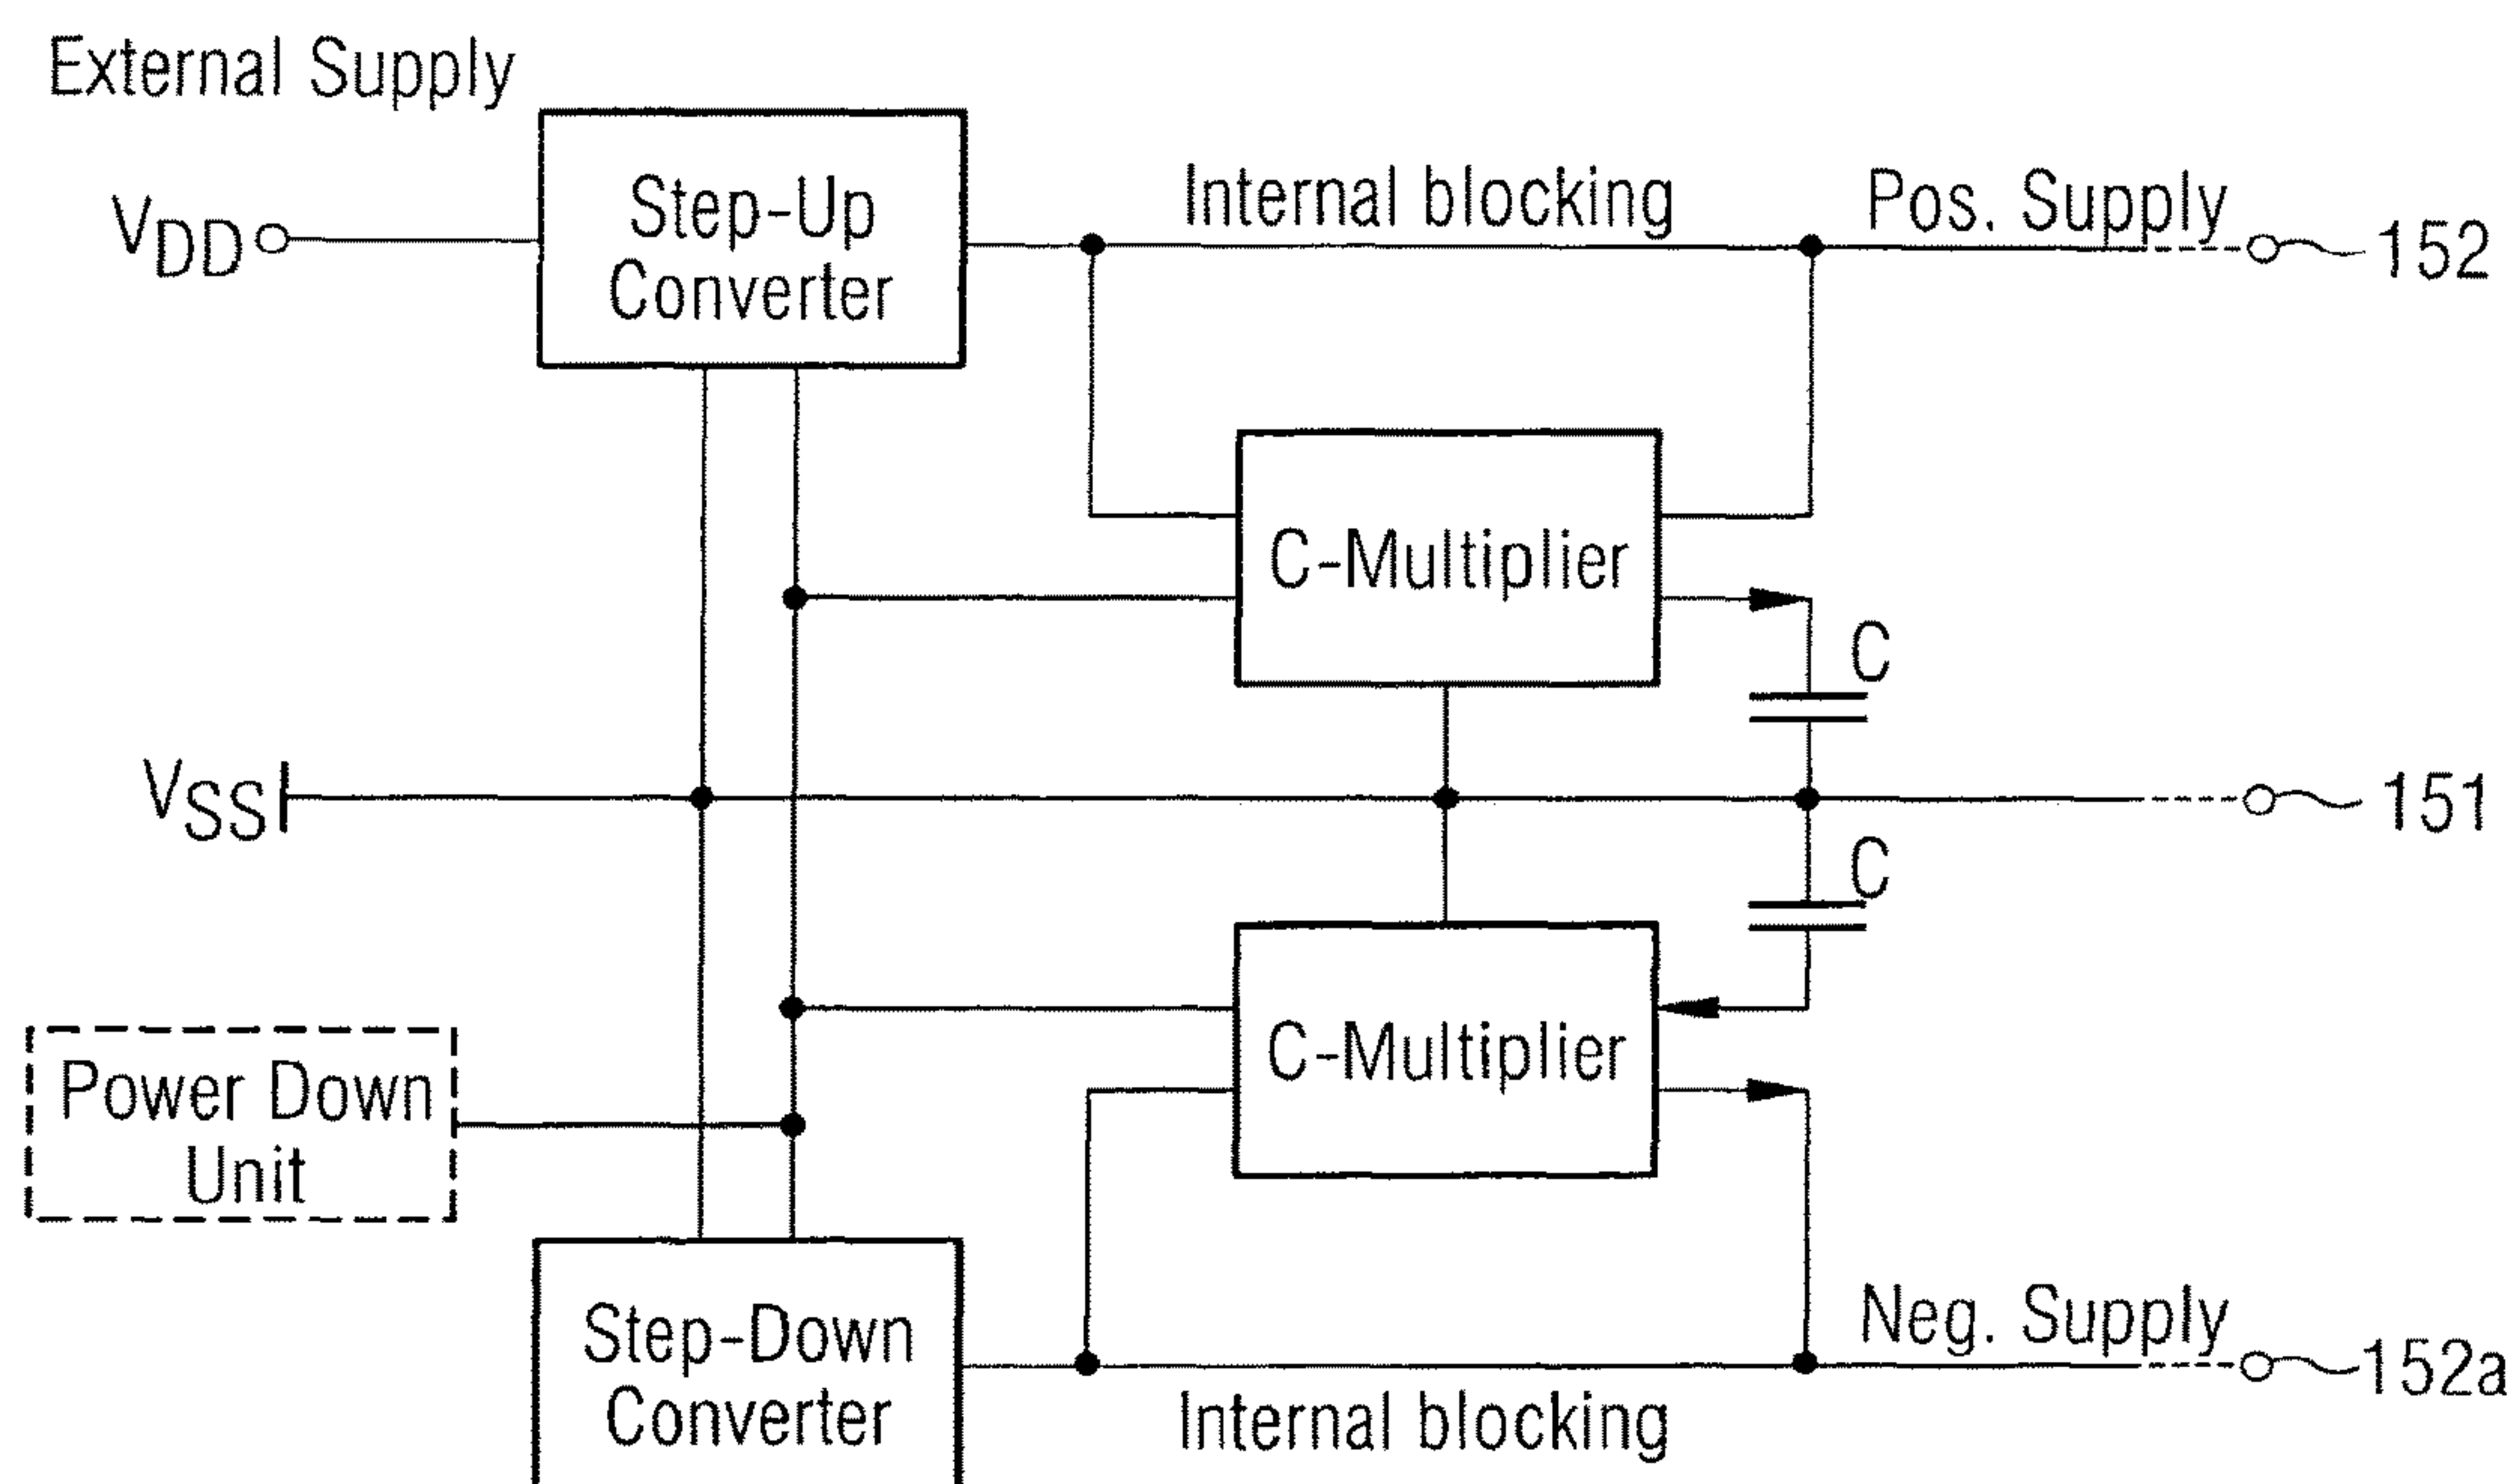 External Supply
VDD
Step-Up
Converter
Internal blocking
Pos. Supply
152
C-Multiplier
C
VSS
151
C
C-Multiplier
Power Down
Unit
Step-Down
Converter
Neg. Supply
152a
Internal blocking